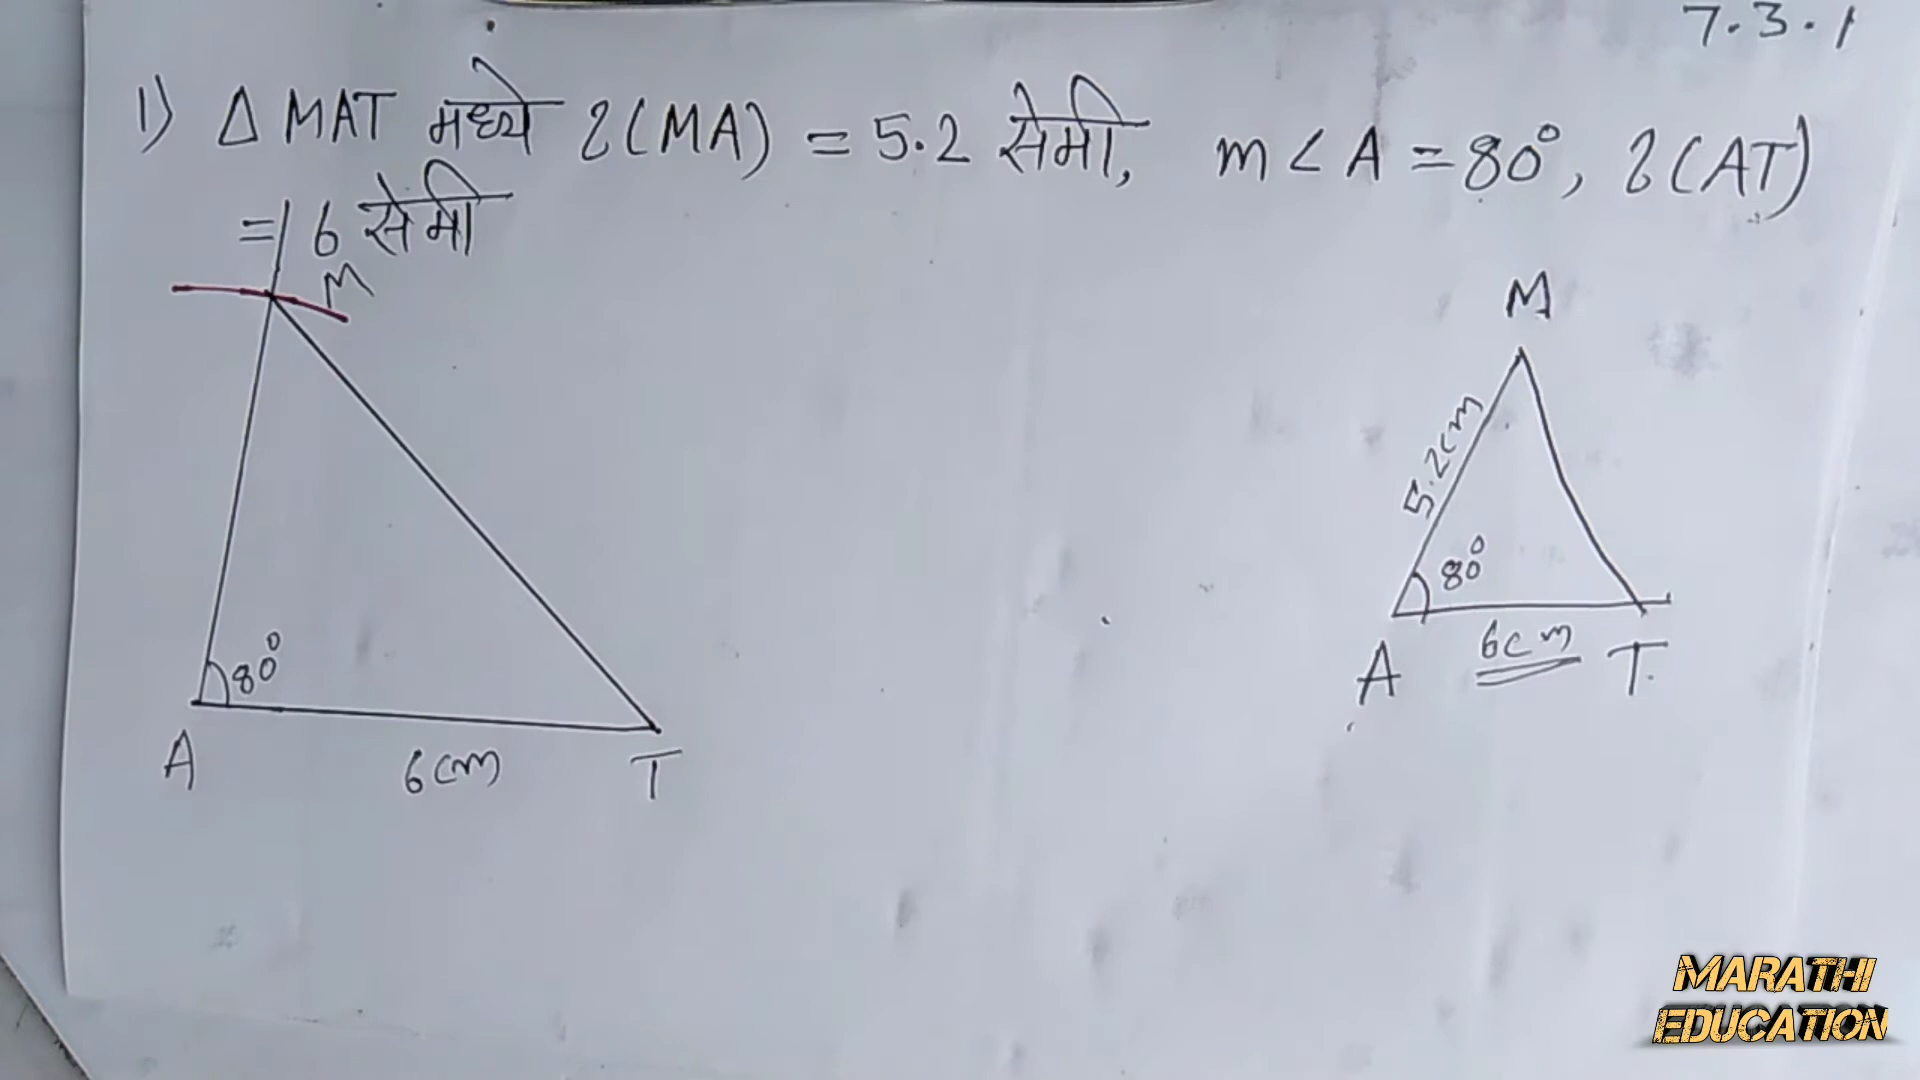 7.3.1
1) Δ MAT मध्ये l(MA) = 5.2 सेमी, m<A = 80°, l(AT)
= 6 सेमी
M
80°
A 6cm T
M
5.2cm
80°
A 6cm T
MARATHI
EDUCATION